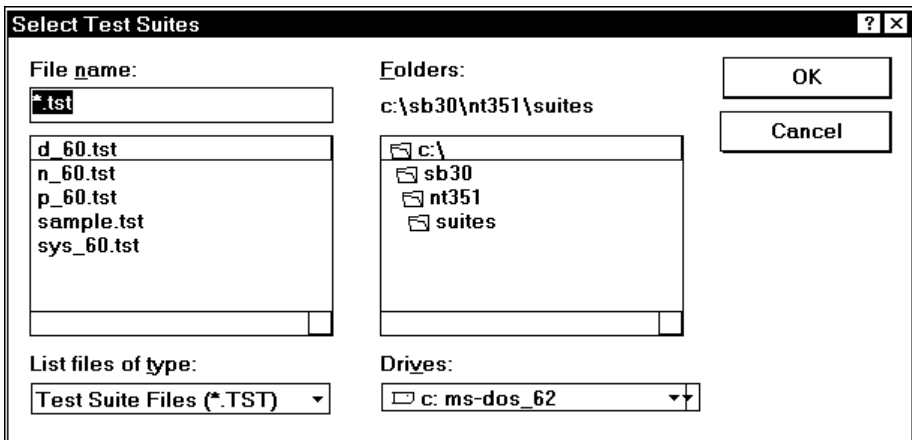 Select Test Suites
? ×
File name:
*.tst
d_60.tst
n_60.tst
p_60.tst
sample.tst
sys_60.tst
List files of type:
Test Suite Files (*.TST)
Folders:
c:\sb30\nt351\suites
c:\
sb30
nt351
suites
Drives:
c: ms-dos_62
OK
Cancel